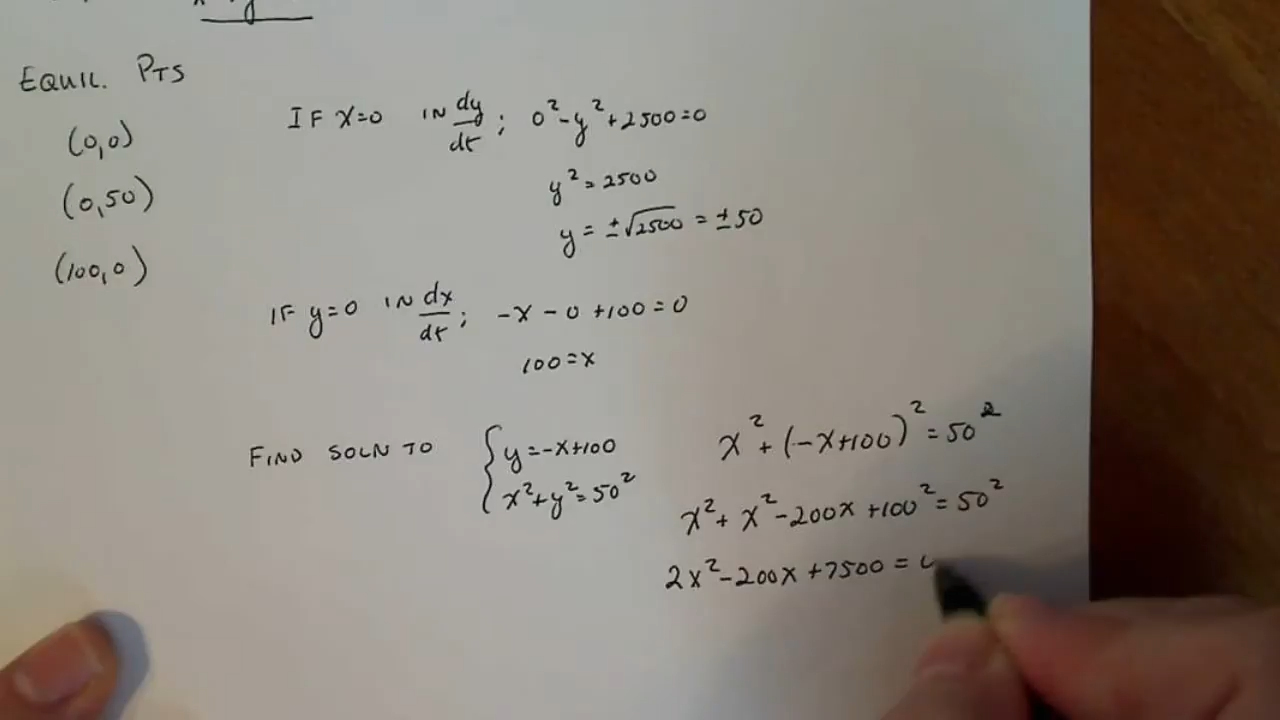 EQUIL. PTS
(0,0)
(0,50)
(100,0)
IF X=0 IN dy/dt ; 0²-y²+2500=0
y²=2500
y = ±√2500 = ±50
IF y=0 IN dx/dt ; -x - 0 +100 = 0
100=x
FIND SOLN TO { y=-x+100
x²+y²=50²
x² + (-x+100)² = 50²
x² + x² - 200x + 100² = 50²
2x² - 200x + 7500 =